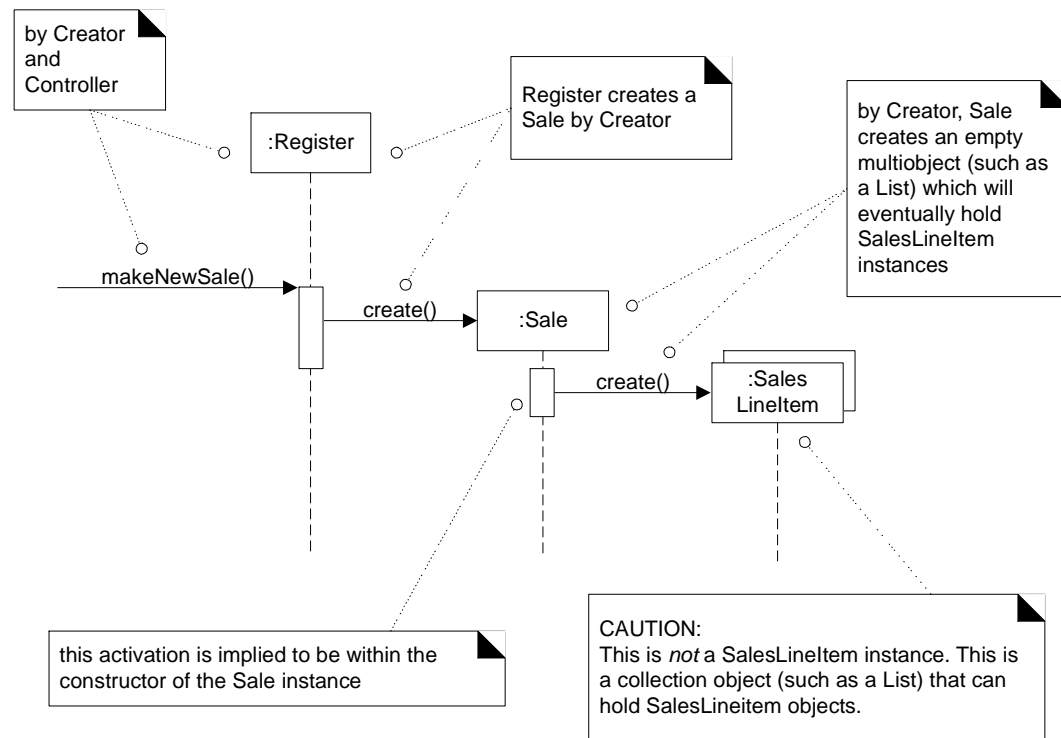 by Creator
and
Controller
Register creates a
Sale by Creator
by Creator, Sale
creates an empty
multiobject (such as
a List) which will
eventually hold
SalesLineItem
instances
:Register
makeNewSale()
create()
:Sale
create()
:Sales
LineItem
this activation is implied to be within the
constructor of the Sale instance
CAUTION:
This is not a SalesLineItem instance. This is
a collection object (such as a List) that can
hold SalesLineitem objects.